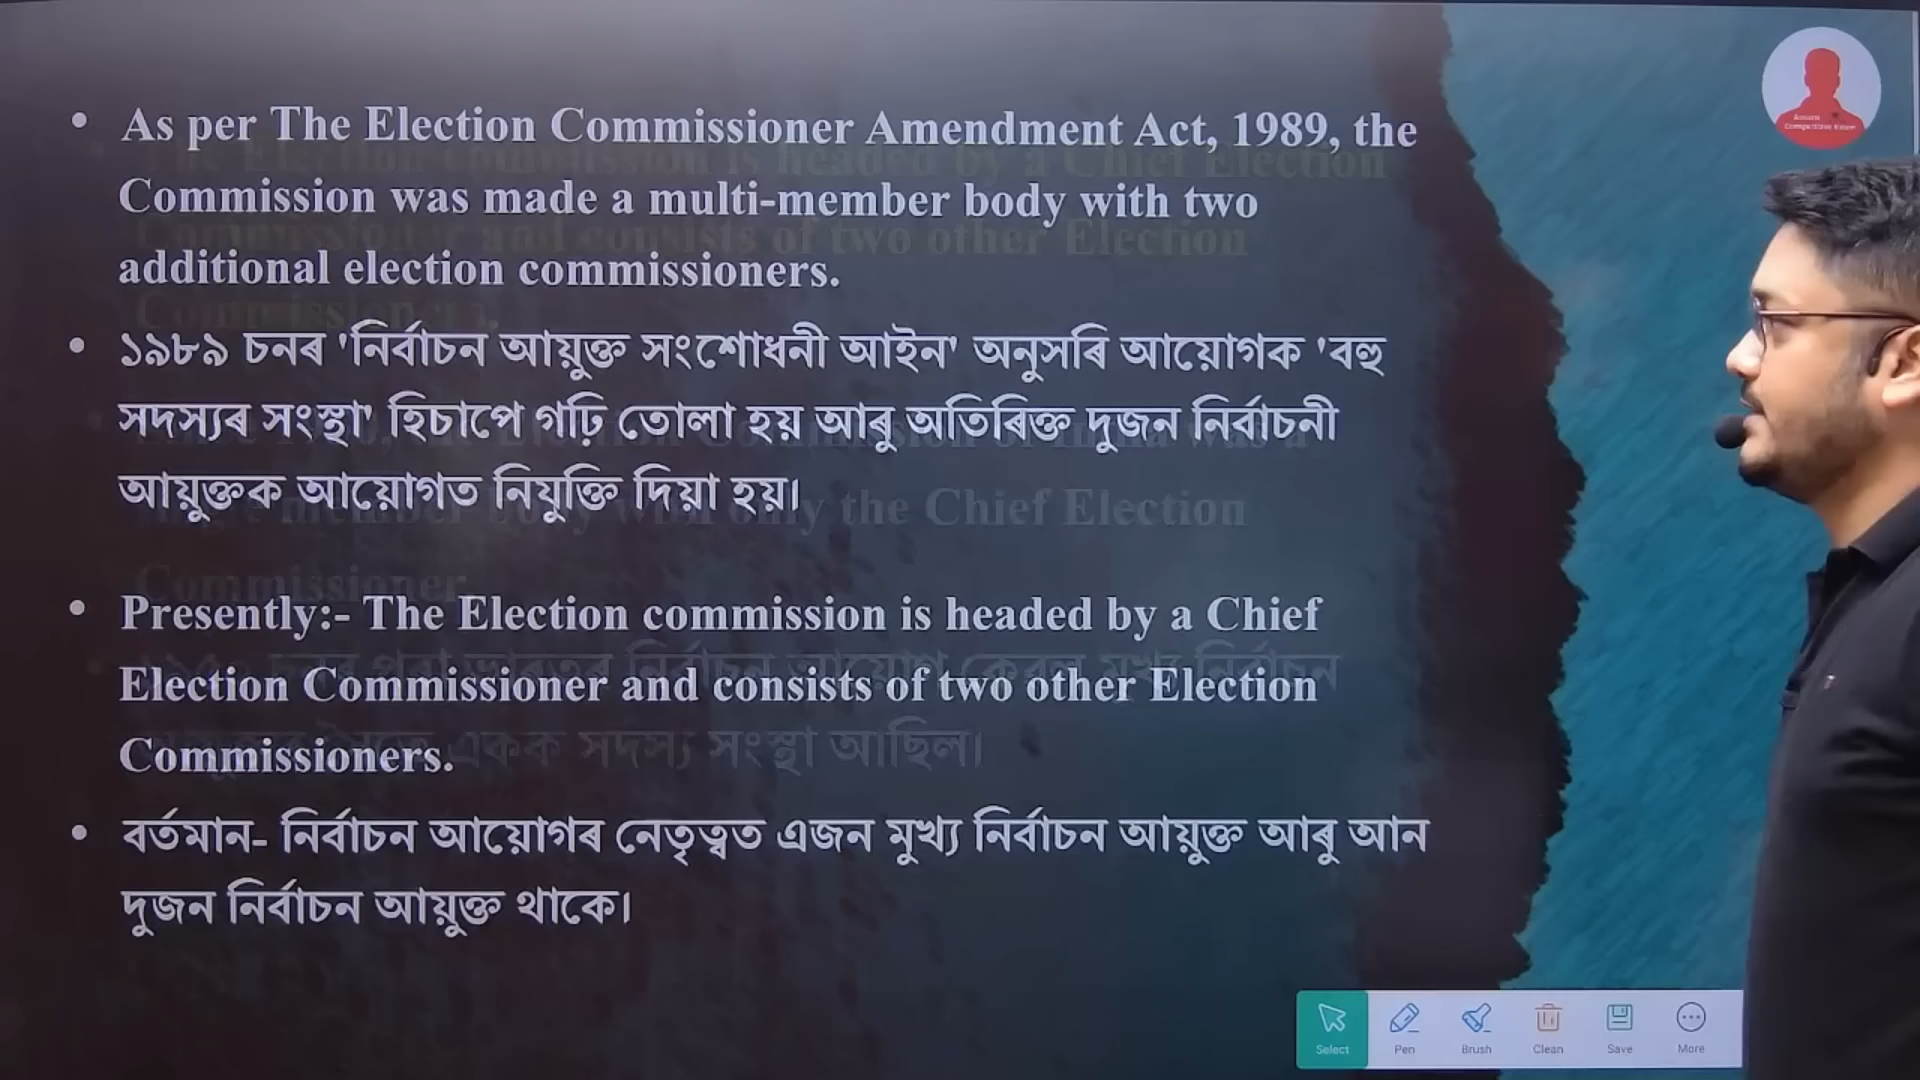 • As per The Election Commissioner Amendment Act, 1989, the
Commission was made a multi-member body with two
additional election commissioners.
• ১৯৮৯ চনৰ 'নিৰ্বাচন আয়ুক্ত সংশোধনী আইন' অনুসৰি আয়োগক 'বহু
সদস্যৰ সংস্থা' হিচাপে গঢ়ি তোলা হয় আৰু অতিৰিক্ত দুজন নিৰ্বাচনী
আয়ুক্তক আয়োগত নিযুক্তি দিয়া হয়।
• Presently:- The Election commission is headed by a Chief
Election Commissioner and consists of two other Election
Commissioners.
• বৰ্তমান- নিৰ্বাচন আয়োগৰ নেতৃত্বত এজন মুখ্য নিৰ্বাচন আয়ুক্ত আৰু আন
দুজন নিৰ্বাচন আয়ুক্ত থাকে।
Assam
Competitive Exam
Select Pen Brush Clean Save More